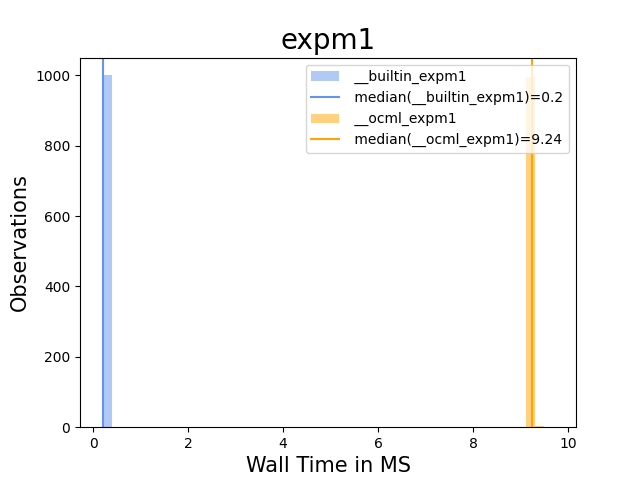 expm1
__builtin_expm1
median(__builtin_expm1)=0.2
__ocml_expm1
median(__ocml_expm1)=9.24
Observations
1000
800
600
400
200
0
0 2 4 6 8 10
Wall Time in MS